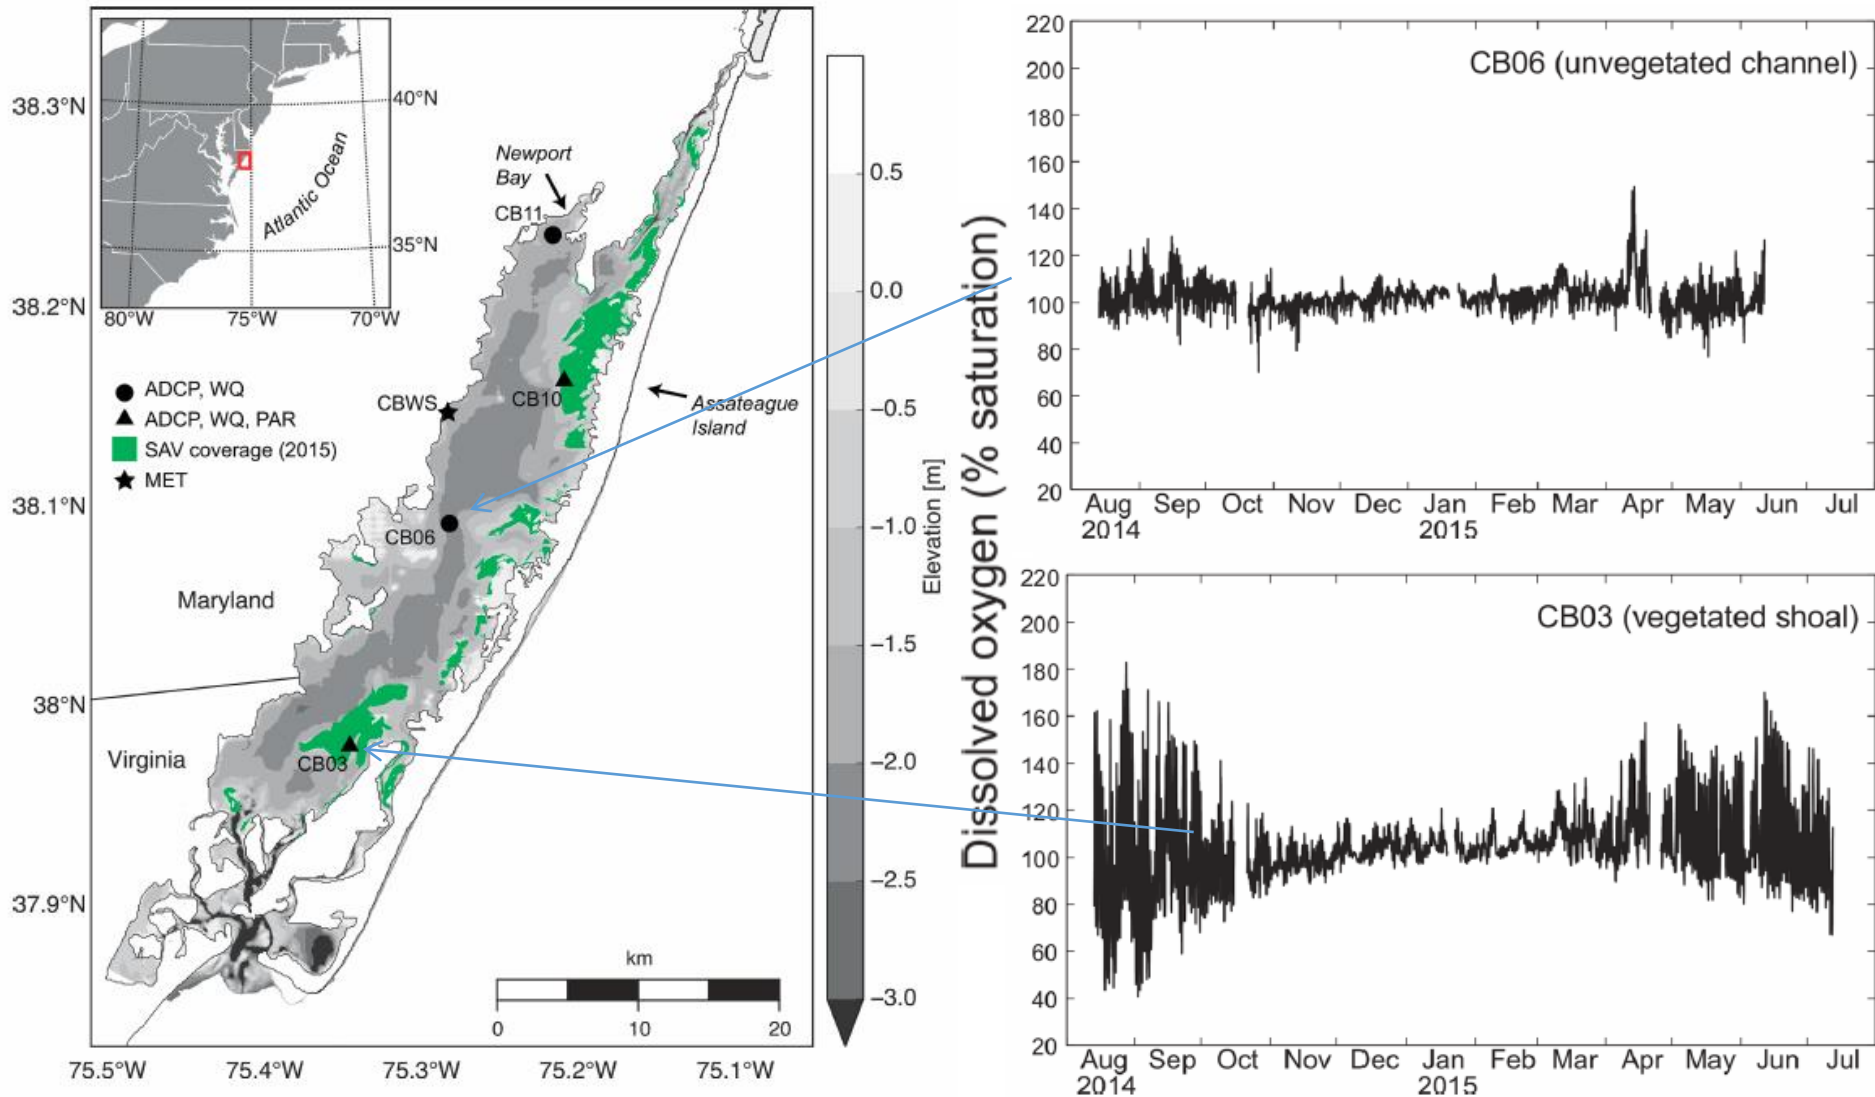 40°N
Atlantic Ocean
35°N
80°W 75°W 70°W
38.3°N
38.2°N
38.1°N
38°N
37.9°N
Newport
Bay
CB11
ADCP, WQ
ADCP, WQ, PAR
SAV coverage (2015)
MET
CBWS
CB10
Assateague
Island
CB06
Maryland
Virginia
CB03
km
0 10 20
75.5°W 75.4°W 75.3°W 75.2°W 75.1°W
0.5
0.0
−0.5
−1.0
−1.5
−2.0
−2.5
−3.0
Elevation [m]
Dissolved oxygen (% saturation)
CB06 (unvegetated channel)
220
200
180
160
140
120
100
80
60
40
20
Aug Sep Oct Nov Dec Jan Feb Mar Apr May Jun Jul
2014 2015
CB03 (vegetated shoal)
220
200
180
160
140
120
100
80
60
40
20
Aug Sep Oct Nov Dec Jan Feb Mar Apr May Jun Jul
2014 2015